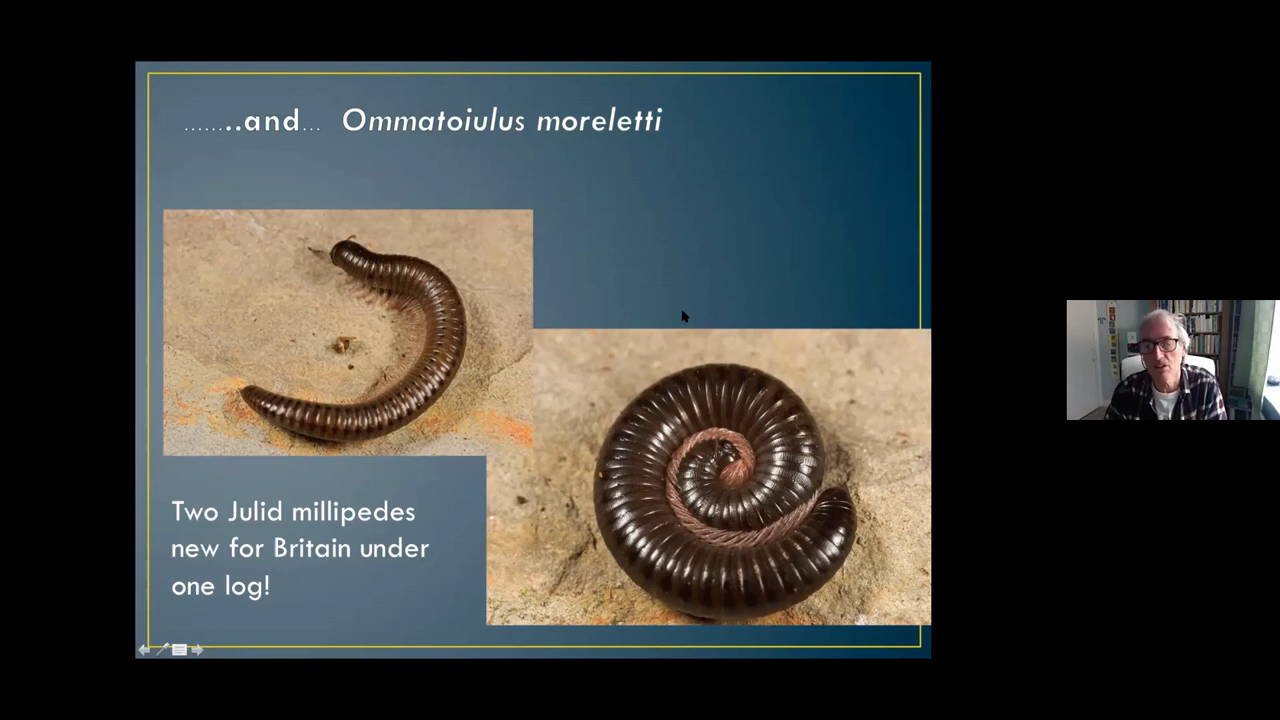 ........and... Ommatoiulus moreletti
Two Julid millipedes
new for Britain under
one log!